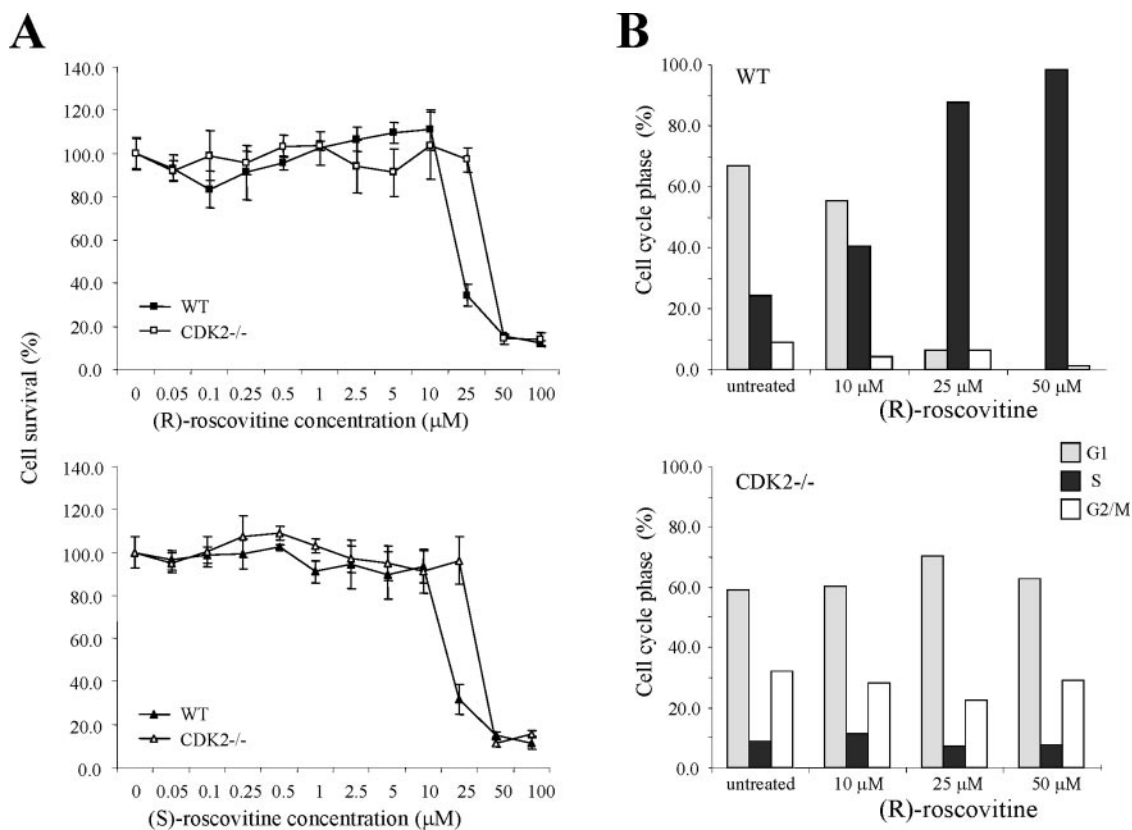 A
140.0
120.0
100.0
80.0
60.0
40.0
20.0
0.0
WT
CDK2-/-
0 0.05 0.1 0.25 0.5 1 2.5 5 10 25 50 100
(R)-roscovitine concentration (μM)
Cell survival (%)
140.0
120.0
100.0
80.0
60.0
40.0
20.0
0.0
WT
CDK2-/-
0 0.05 0.1 0.25 0.5 1 2.5 5 10 25 50 100
(S)-roscovitine concentration (μM)
B
100.0
80.0
60.0
40.0
20.0
0.0
Cell cycle phase (%)
WT
untreated 10 μM 25 μM 50 μM
(R)-roscovitine
G1
S
G2/M
100.0
80.0
60.0
40.0
20.0
0.0
Cell cycle phase (%)
CDK2-/-
untreated 10 μM 25 μM 50 μM
(R)-roscovitine